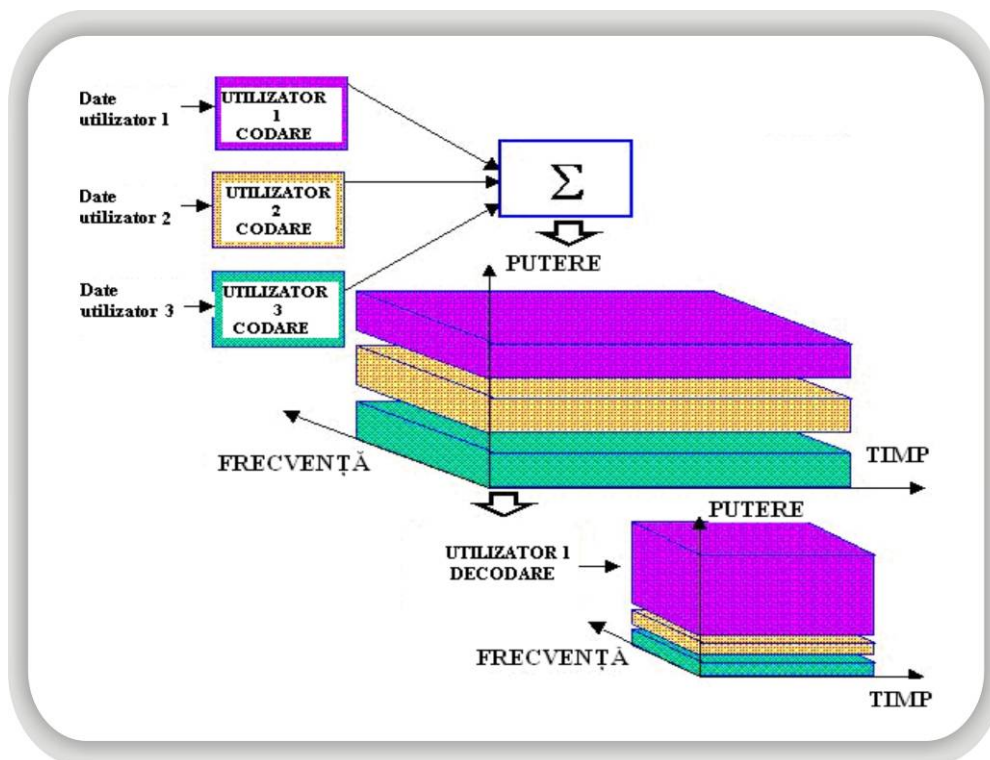 Date
utilizator 1
UTILIZATOR
1
CODARE
Date
utilizator 2
UTILIZATOR
2
CODARE
Date
utilizator 3
UTILIZATOR
3
CODARE
Σ
PUTERE
FRECVENȚĂ
TIMP
UTILIZATOR 1
DECODARE
PUTERE
FRECVENȚĂ
TIMP